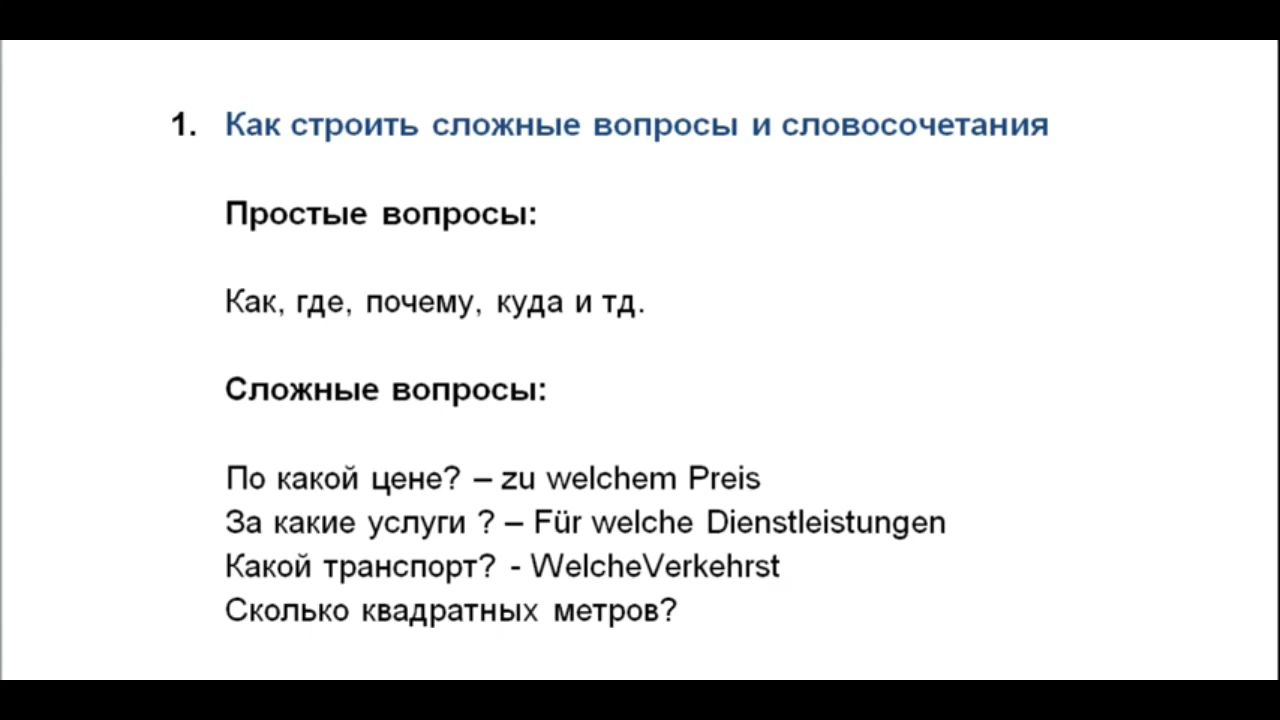 1. Как строить сложные вопросы и словосочетания
Простые вопросы:
Как, где, почему, куда и тд.
Сложные вопросы:
По какой цене? – zu welchem Preis
За какие услуги ? – Für welche Dienstleistungen
Какой транспорт? - WelcheVerkehrst
Сколько квадратных метров?